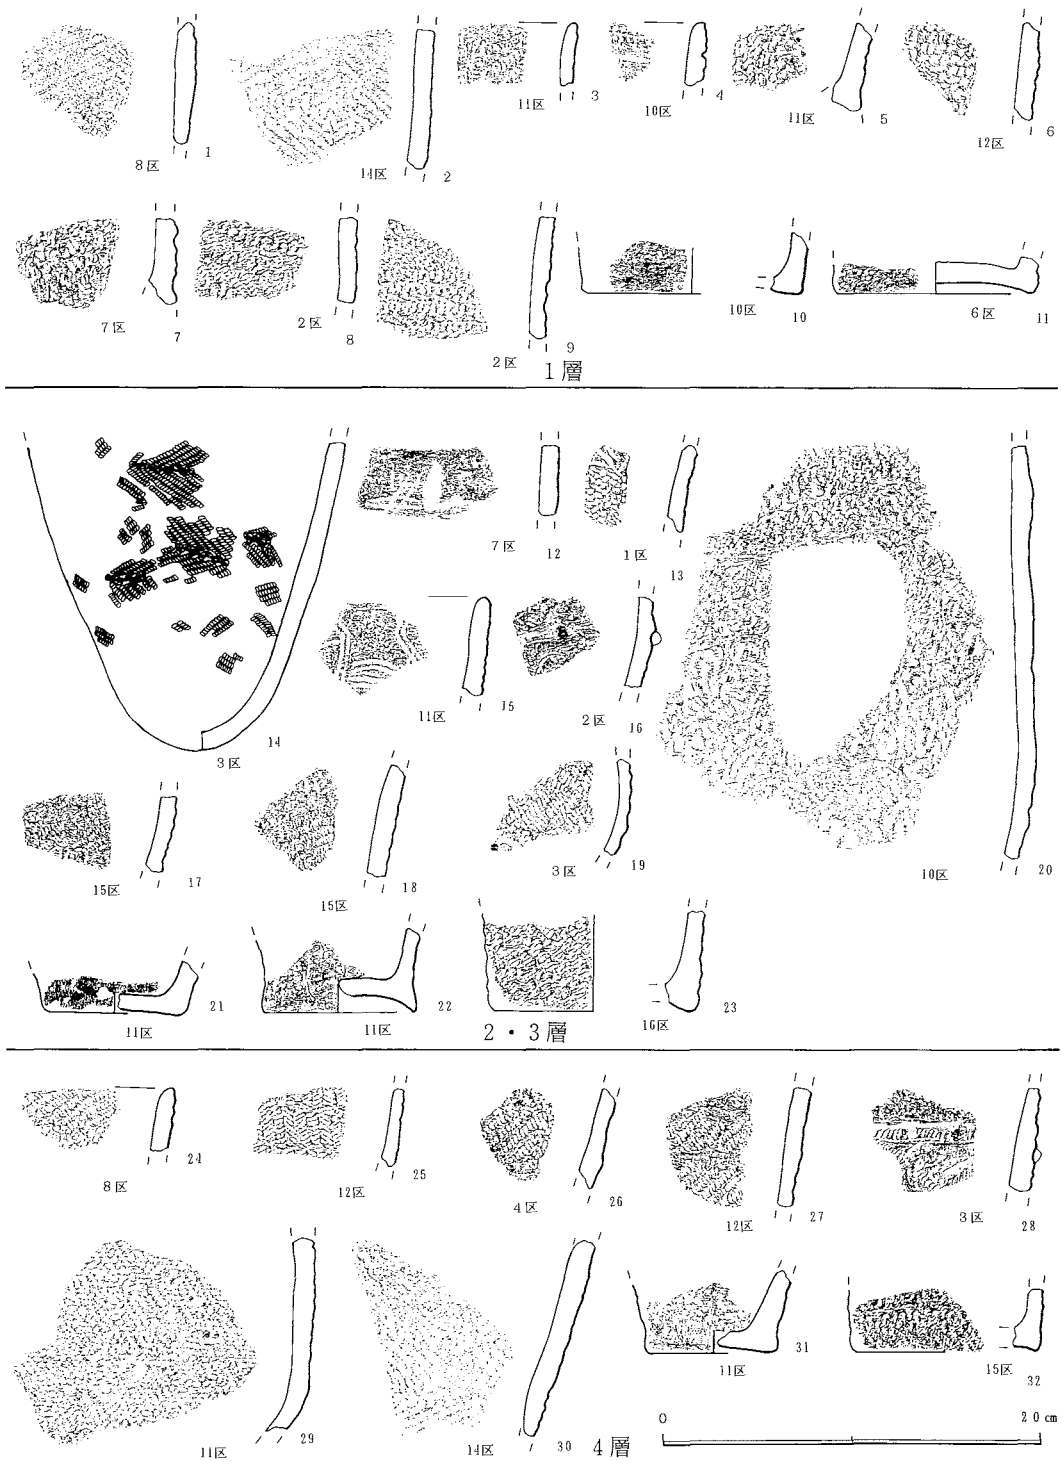 8区 1
14区 2
11区 3
10区 4
11区 5
12区 6
7区 7
2区 8
2区 9
10区 10
6区 11
1層
3区 14
7区 12
1区 13
11区 15
2区 16
15区 17
15区 18
3区 19
10区 20
11区 21
11区 22
16区 23
2・3層
8区 24
12区 25
4区 26
12区 27
3区 28
11区 29
14区 30
11区 31
15区 32
4層
0 20cm